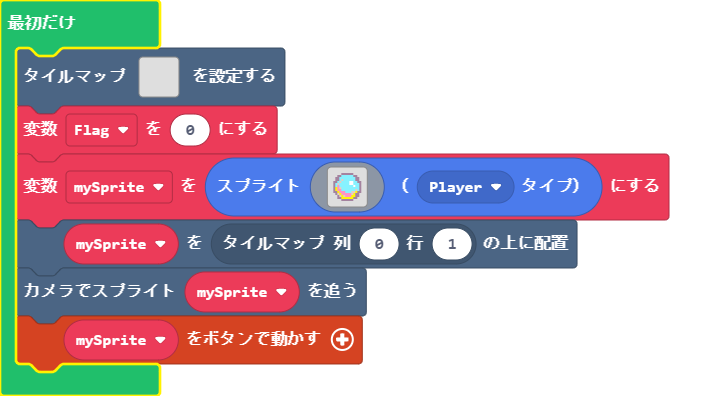 最初だけ
タイルマップ を設定する
変数 Flag を 0 にする
変数 mySprite を スプライト ( Player タイプ) にする
mySprite を タイルマップ 列 0 行 1 の上に配置
カメラでスプライト mySprite を追う
mySprite をボタンで動かす